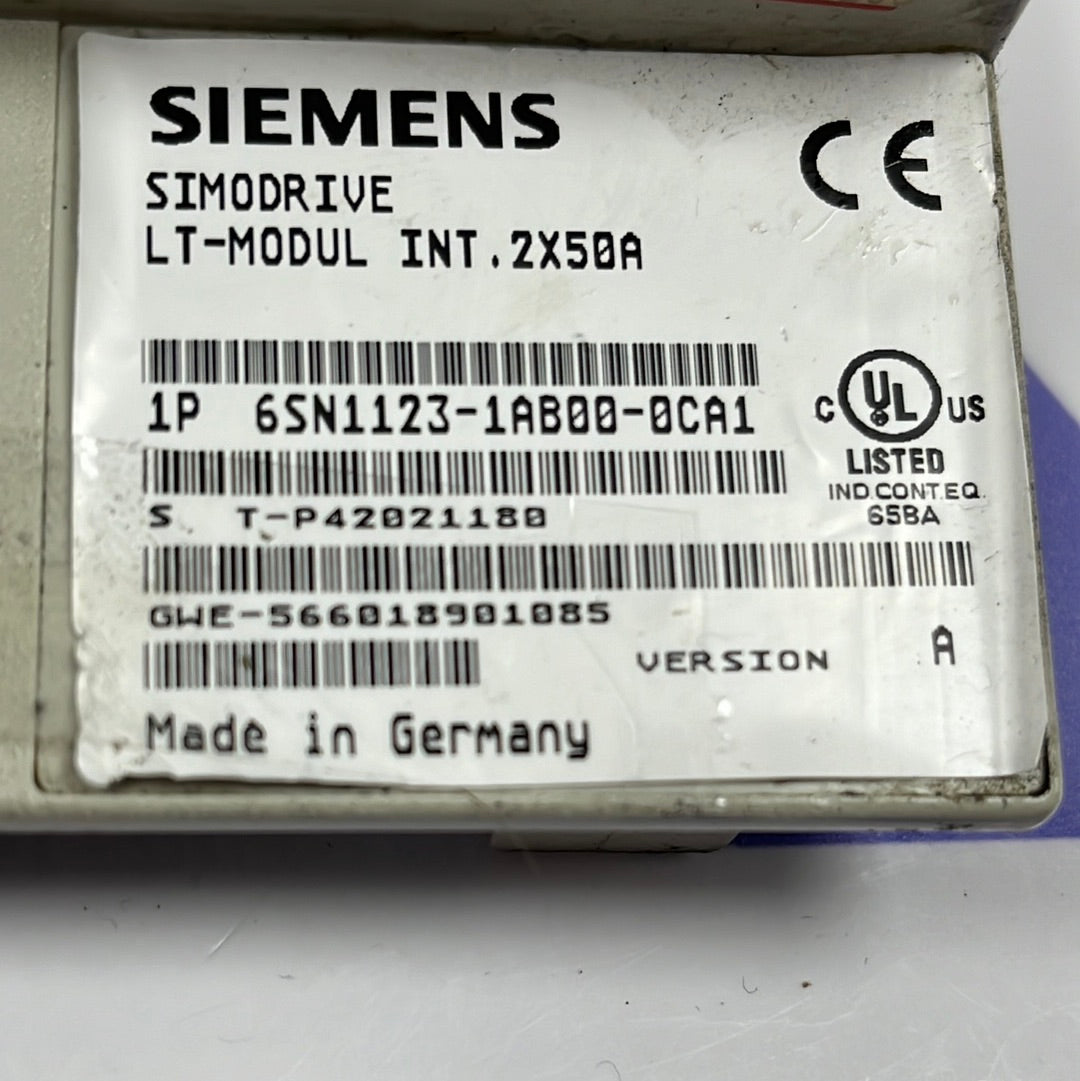 SIEMENS
CE
SIMODRIVE
LT-MODUL INT.2X50A
1P 6SN1123-1AB00-0CA1
C UL US
LISTED
IND.CONT.EQ.
65BA
S T-P42021180
GWE-566018901085
VERSION A
Made in Germany